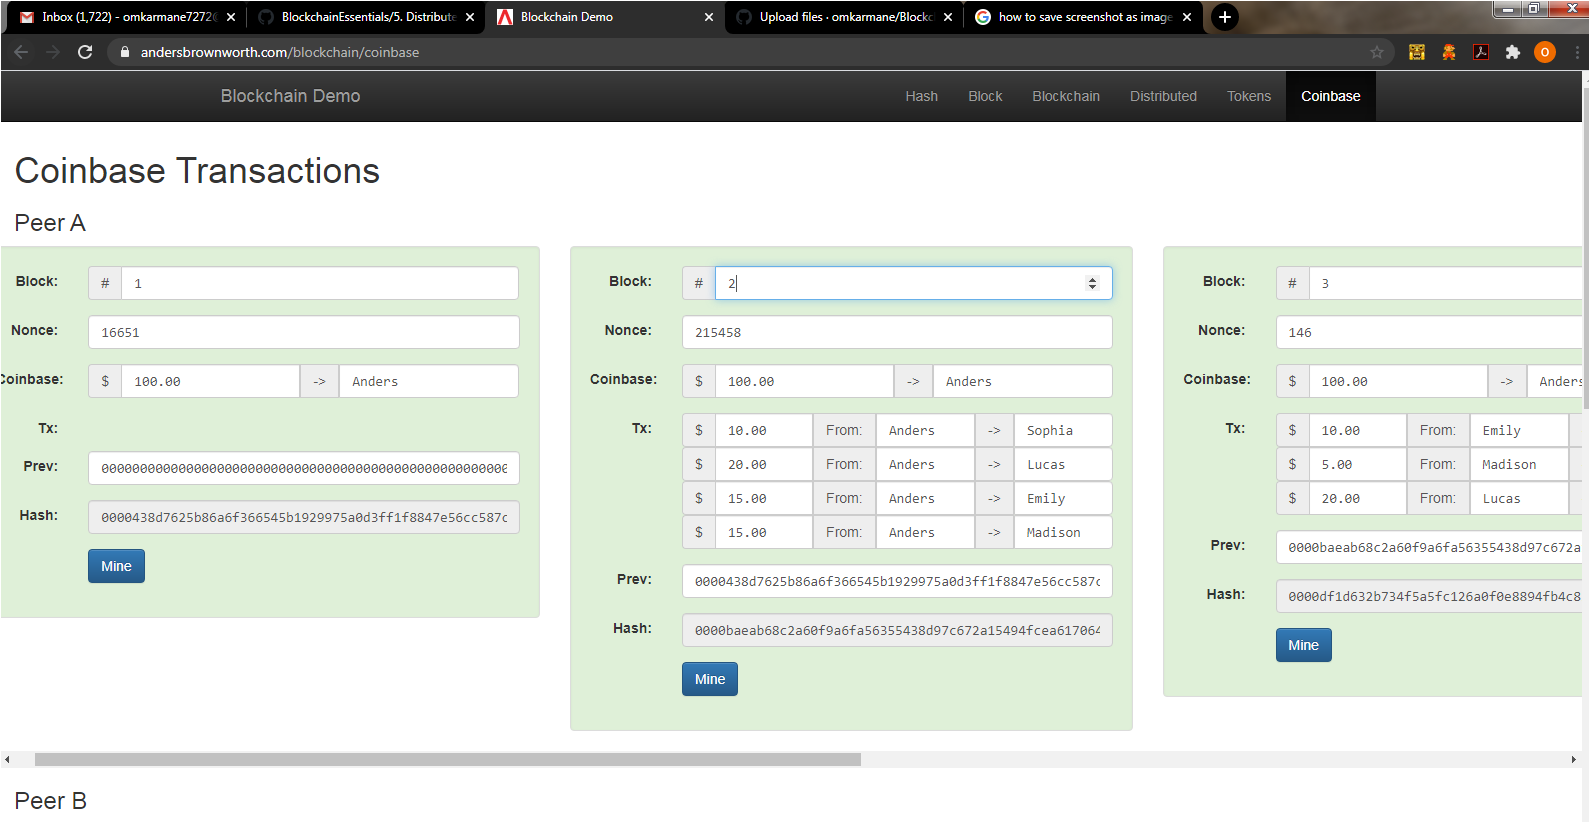 Inbox (1,722) - omkarmane7272@
BlockchainEssentials/5. Distribute
Blockchain Demo
Upload files · omkarmane/Blockc
how to save screenshot as image
andersbrownworth.com/blockchain/coinbase
O
Blockchain Demo
Hash
Block
Blockchain
Distributed
Tokens
Coinbase
Coinbase Transactions
Peer A
Block: # 1
Nonce: 16651
Coinbase: $ 100.00 -> Anders
Tx:
Prev: 
Hash: 0000438d7625b86a6f366545b1929975a0d3ff1f8847e56cc587c
Mine
Block: # 2
Nonce: 215458
Coinbase: $ 100.00 -> Anders
Tx: $ 10.00 From: Anders -> Sophia
$ 20.00 From: Anders -> Lucas
$ 15.00 From: Anders -> Emily
$ 15.00 From: Anders -> Madison
Prev: 0000438d7625b86a6f366545b1929975a0d3ff1f8847e56cc587c
Hash: 0000baeab68c2a60f9a6fa56355438d97c672a15494fcea617064
Mine
Block: # 3
Nonce: 146
Coinbase: $ 100.00 -> Anders
Tx: $ 10.00 From: Emily
$ 5.00 From: Madison
$ 20.00 From: Lucas
Prev: 0000baeab68c2a60f9a6fa56355438d97c672a
Hash: 0000df1d632b734f5a5fc126a0f0e8894fb4c8
Mine
Peer B